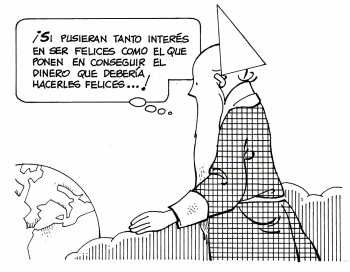 ¡SI PUSIERAN TANTO INTERÉS
EN SER FELICES COMO EL QUE
PONEN EN CONSEGUIR EL
DINERO QUE DEBERÍA
HACERLES FELICES...!